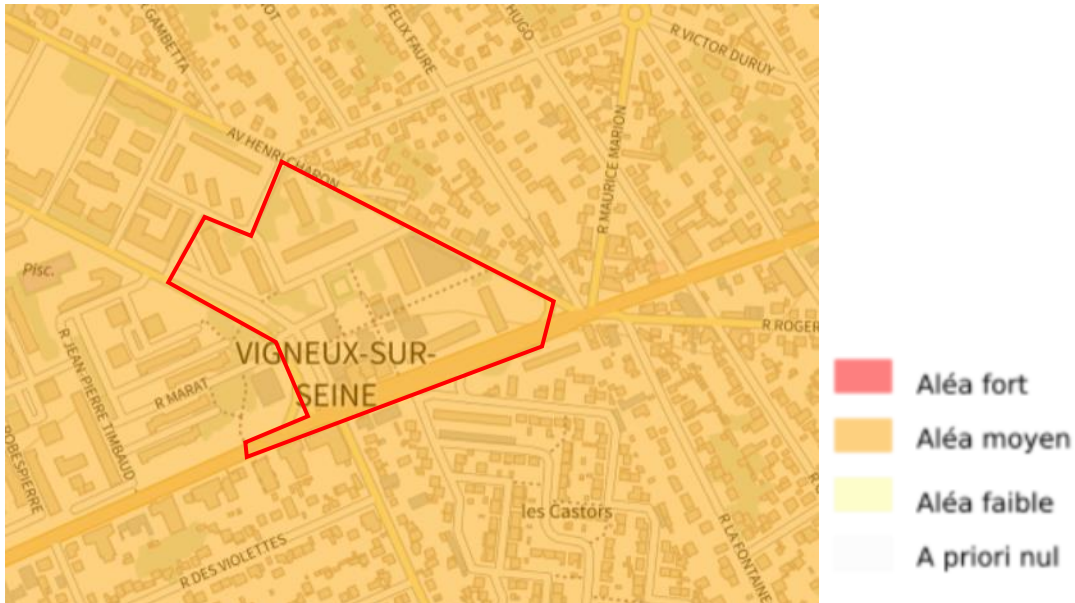 GAMBETTA
FELIX FAURE
HUGO
R VICTOR DURUY
AV HENRI CHARON
R MAURICE MARION
Pisc.
R ROGER
VIGNEUX-SUR-
SEINE
R JEAN-PIERRE TIMBAUD
R MARAT
ROBESPIERRE
les Castors
R DES VIOLETTES
R LA FONTAINE
Aléa fort
Aléa moyen
Aléa faible
A priori nul